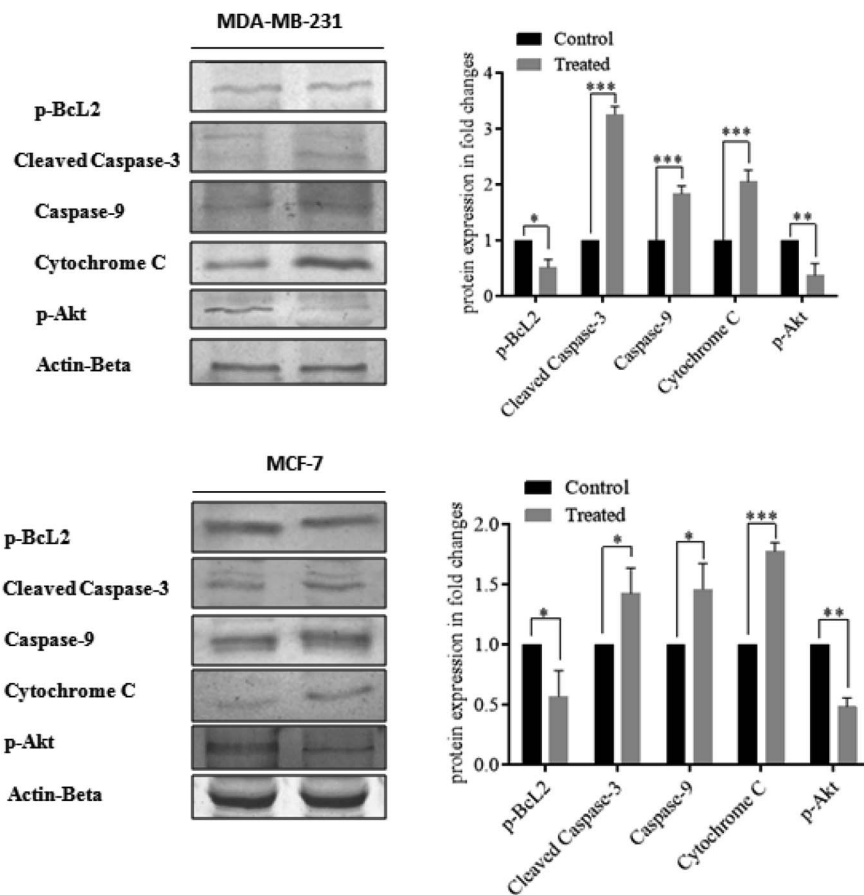 MDA-MB-231
p-BcL2
Cleaved Caspase-3
Caspase-9
Cytochrome C
p-Akt
Actin-Beta
Control
Treated
protein expression in fold changes
4
3
2
1
0
*
***
***
***
**
p-BcL2
Cleaved Caspase-3
Caspase-9
Cytochrome C
p-Akt
MCF-7
p-BcL2
Cleaved Caspase-3
Caspase-9
Cytochrome C
p-Akt
Actin-Beta
Control
Treated
protein expression in fold changes
2.0
1.5
1.0
0.5
0.0
*
*
*
***
**
p-BcL2
Cleaved Caspase-3
Caspase-9
Cytochrome C
p-Akt